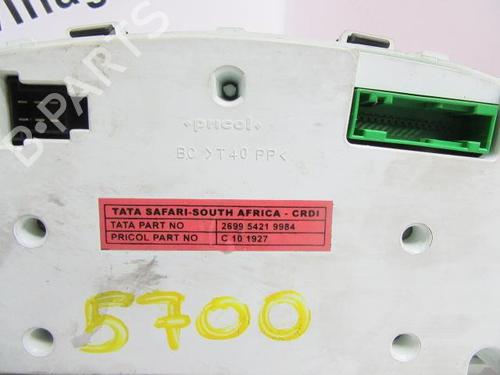 pricol
BC >T40 PP<
TATA SAFARI-SOUTH AFRICA - CRDI
TATA PART NO 2699 5421 9984
PRICOL PART NO C 10 1927
5700
B-PARTS